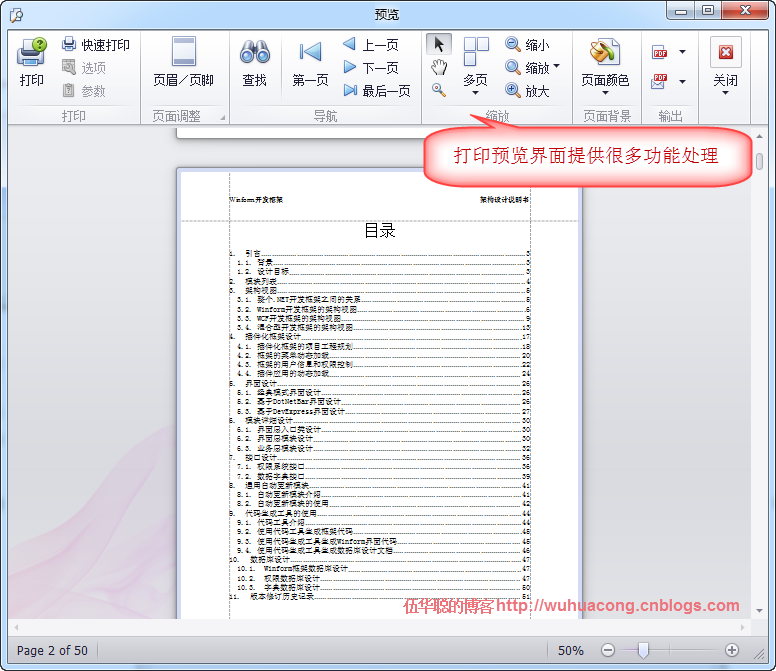 预览
打印
快速打印
选项
参数
打印
页眉／页脚
页面调整
查找
第一页
上一页
下一页
最后一页
导航
多页
缩小
缩放
放大
缩放
页面颜色
页面背景
PDF
PDF
输出
关闭
打印预览界面提供很多功能处理
Winform开发框架 架构设计说明书
目录
1. 引言 3
1.1. 背景 3
1.2. 设计目标 3
2. 模块列表 4
3. 架构视图 5
3.1. 整个.NET开发框架之间的关系 5
3.2. Winform开发框架的架构视图 6
3.3. WCF开发框架的架构视图 9
3.4. 混合型开发框架的架构视图 13
4. 插件化框架设计 17
4.1. 插件化框架的项目工程规划 18
4.2. 框架的菜单动态加载 20
4.3. 框架的用户信息和权限控制 22
4.4. 插件应用的动态加载 24
5. 界面设计 26
5.1. 经典模式界面设计 26
5.2. 基于DotNetBar界面设计 26
5.3. 基于DevExpress界面设计 27
6. 模块详细设计 30
6.1. 界面层入口类设计 30
6.2. 界面层模块设计 30
6.3. 业务层模块设计 32
7. 接口设计 36
7.1. 权限系统接口 36
7.2. 数据字典接口 39
8. 通用自动更新模块 41
8.1. 自动更新模块介绍 41
8.2. 自动更新模块的使用 42
9. 代码生成工具的使用 44
9.1. 代码工具介绍 44
9.2. 使用代码工具生成框架代码 45
9.3. 使用代码生成工具生成Winform界面代码 45
9.4. 使用代码生成工具生成数据库设计文档 46
10. 数据库设计 47
10.1. Winform框架数据库设计 47
10.2. 权限数据库设计 47
10.3. 字典数据库设计 50
11. 版本修订历史记录 51
伍华聪的博客http://wuhuacong.cnblogs.com
Page 2 of 50
50%